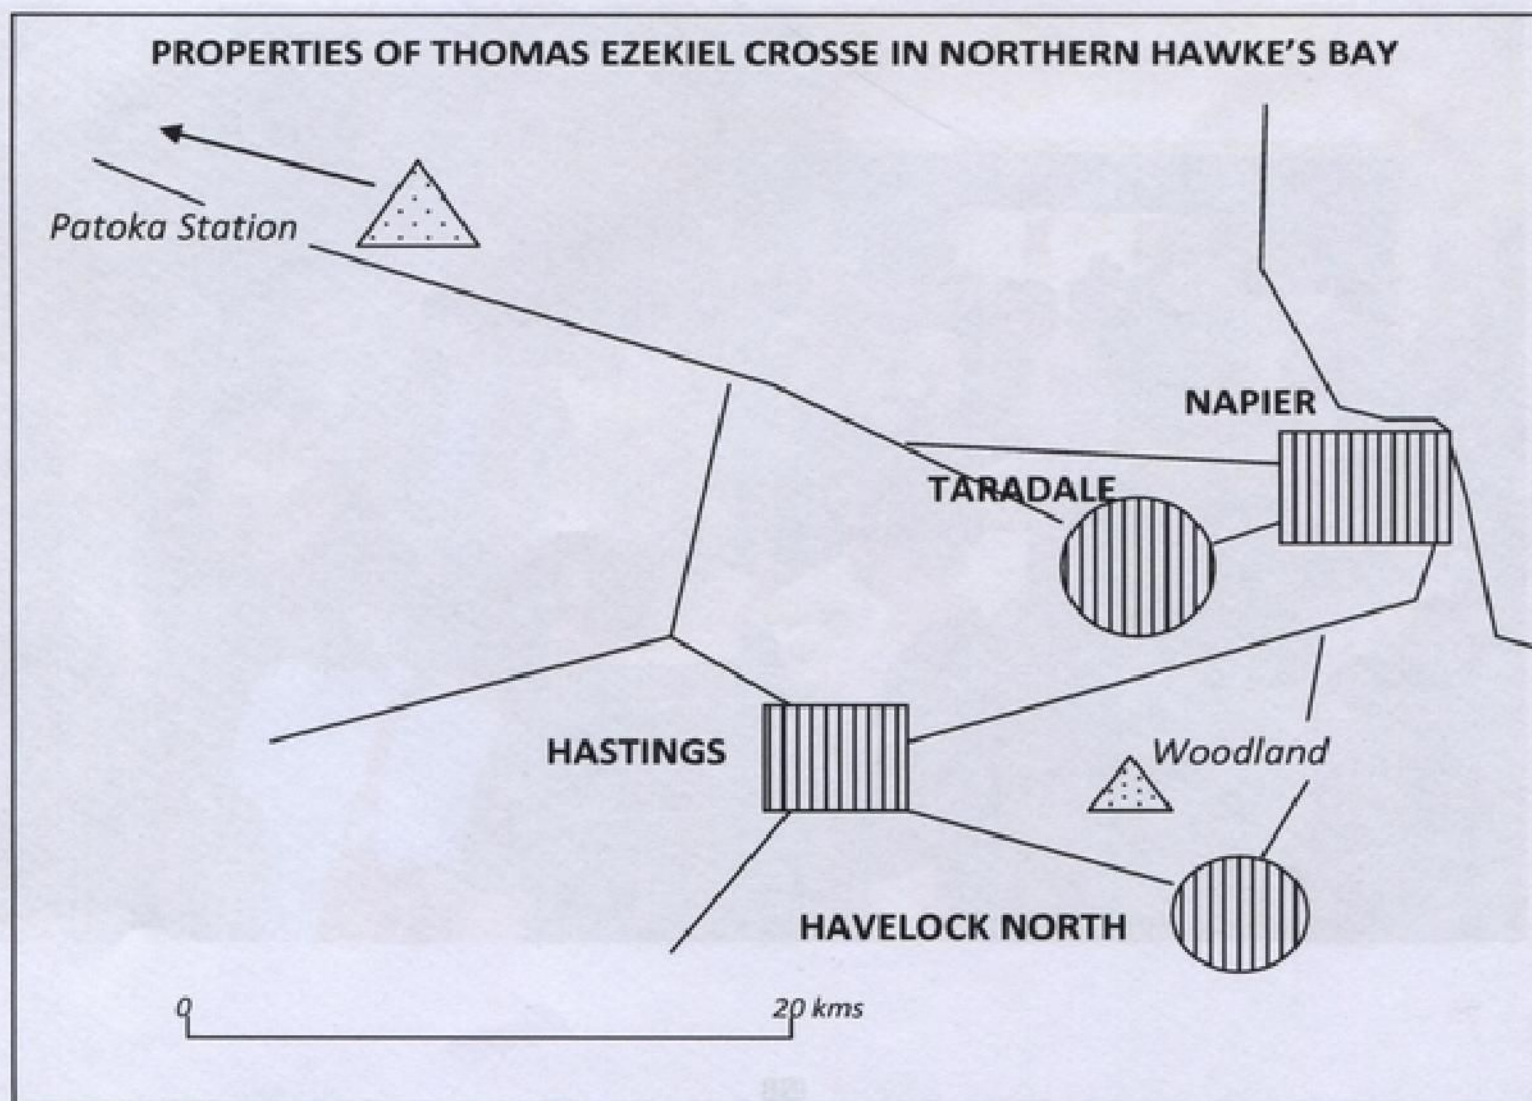 PROPERTIES OF THOMAS EZEKIEL CROSSE IN NORTHERN HAWKE'S BAY
Patoka Station
NAPIER
TARADALE
HASTINGS
Woodland
HAVELOCK NORTH
0
20 kms